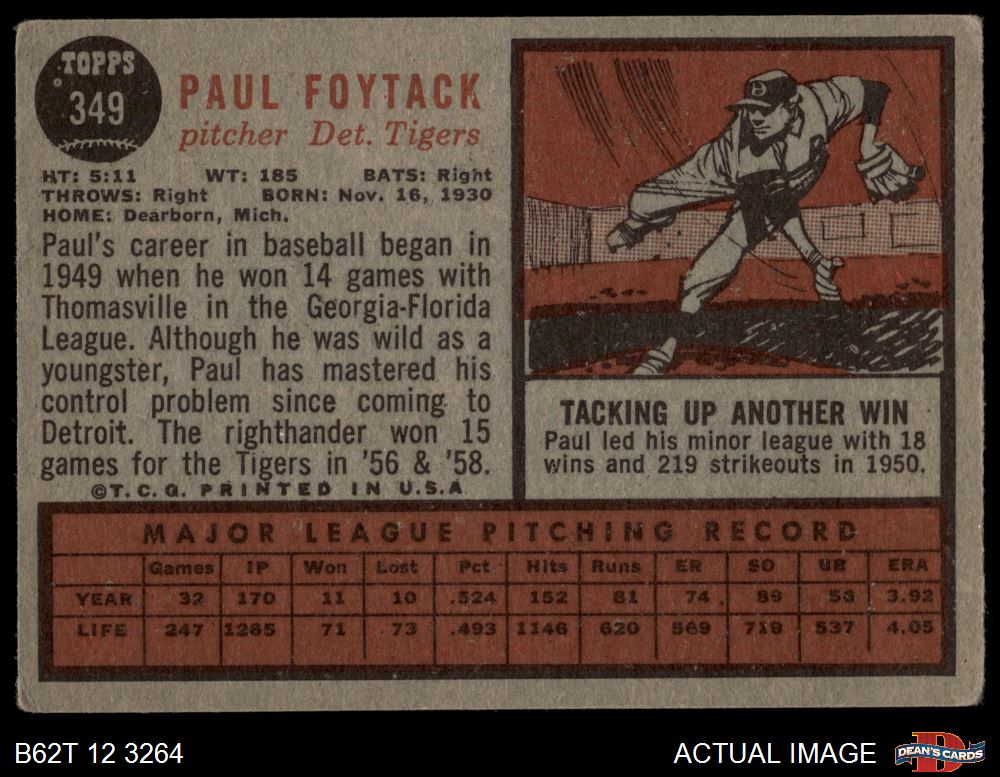 TOPPS
349
PAUL FOYTACK
pitcher Det. Tigers
HT: 5:11 WT: 185 BATS: Right
THROWS: Right BORN: Nov. 16, 1930
HOME: Dearborn, Mich.
Paul's career in baseball began in
1949 when he won 14 games with
Thomasville in the Georgia-Florida
League. Although he was wild as a
youngster, Paul has mastered his
control problem since coming to
Detroit. The righthander won 15
games for the Tigers in '56 & '58.
©T.C.G. PRINTED IN U.S.A.
D
TACKING UP ANOTHER WIN
Paul led his minor league with 18
wins and 219 strikeouts in 1950.
MAJOR LEAGUE PITCHING RECORD
Games IP Won Lost Pct Hits Runs ER SO BB ERA
YEAR 32 170 11 10 .524 152 81 74 89 56 3.92
LIFE 247 1265 71 73 .493 1146 620 569 719 537 4.05
B62T 12 3264
ACTUAL IMAGE
D
DEAN'S CARDS